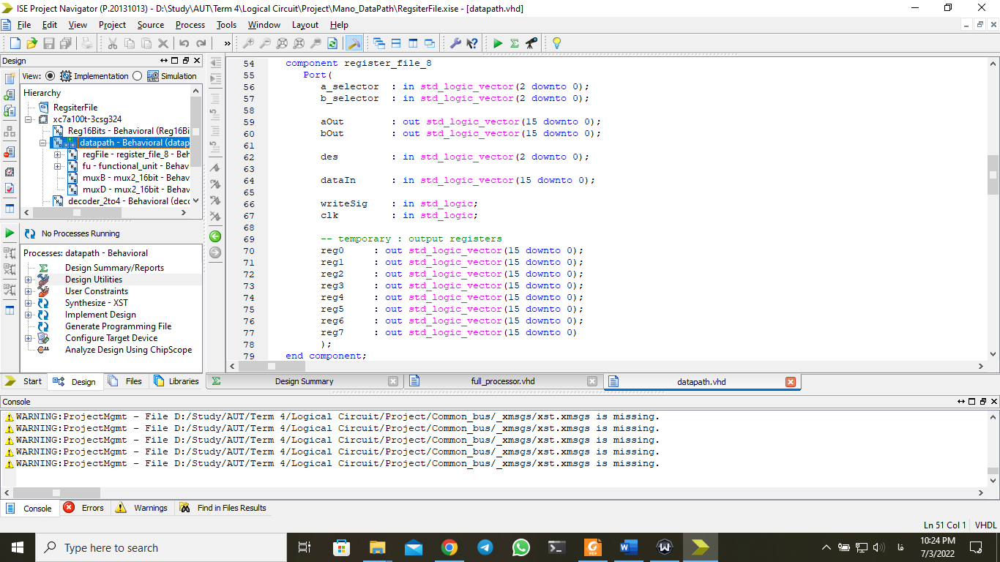 ISE Project Navigator (P.20131013) - D:\Study\AUT\Term 4\Logical Circuit\Project\Mano_DataPath\RegsiterFile.xise - [datapath.vhd]
File Edit View Project Source Process Tools Window Layout Help
»
Design
View: Implementation Simulation
Hierarchy
RegsiterFile
xc7a100t-3csg324
Reg16Bits - Behavioral (Reg16Bi
datapath - Behavioral (datap
regFile - register_file_8 - Beh
fu - functional_unit - Behav
muxB - mux2_16bit - Behav
muxD - mux2_16bit - Behav
decoder_2to4 - Behavioral (decc
No Processes Running
Processes: datapath - Behavioral
Design Summary/Reports
Design Utilities
User Constraints
Synthesize - XST
Implement Design
Generate Programming File
Configure Target Device
Analyze Design Using ChipScope
Start Design Files Libraries
54 component register_file_8
55 Port(
56 a_selector : in std_logic_vector(2 downto 0);
57 b_selector : in std_logic_vector(2 downto 0);
58
59 aOut : out std_logic_vector(15 downto 0);
60 bOut : out std_logic_vector(15 downto 0);
61
62 des : in std_logic_vector(2 downto 0);
63
64 dataIn : in std_logic_vector(15 downto 0);
65
66 writeSig : in std_logic;
67 clk : in std_logic;
68
69 -- temporary : output registers
70 reg0 : out std_logic_vector(15 downto 0);
71 reg1 : out std_logic_vector(15 downto 0);
72 reg2 : out std_logic_vector(15 downto 0);
73 reg3 : out std_logic_vector(15 downto 0);
74 reg4 : out std_logic_vector(15 downto 0);
75 reg5 : out std_logic_vector(15 downto 0);
76 reg6 : out std_logic_vector(15 downto 0);
77 reg7 : out std_logic_vector(15 downto 0)
78 );
79 end component;
Design Summary full_processor.vhd datapath.vhd
Console
WARNING:ProjectMgmt - File D:/Study/AUT/Term 4/Logical Circuit/Project/Common_bus/_xmsgs/xst.xmsgs is missing.
WARNING:ProjectMgmt - File D:/Study/AUT/Term 4/Logical Circuit/Project/Common_bus/_xmsgs/xst.xmsgs is missing.
WARNING:ProjectMgmt - File D:/Study/AUT/Term 4/Logical Circuit/Project/Common_bus/_xmsgs/xst.xmsgs is missing.
WARNING:ProjectMgmt - File D:/Study/AUT/Term 4/Logical Circuit/Project/Common_bus/_xmsgs/xst.xmsgs is missing.
WARNING:ProjectMgmt - File D:/Study/AUT/Term 4/Logical Circuit/Project/Common_bus/_xmsgs/xst.xmsgs is missing.
Console Errors Warnings Find in Files Results
Ln 51 Col 1 VHDL
Type here to search
فا
10:24 PM
7/3/2022